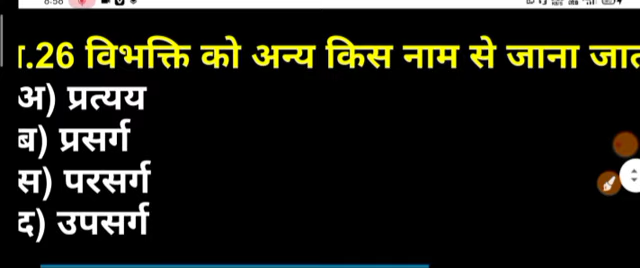 .26 विभक्ति को अन्य किस नाम से जाना
अ) प्रत्यय
ब) प्रसर्ग
स) परसर्ग
द) उपसर्ग